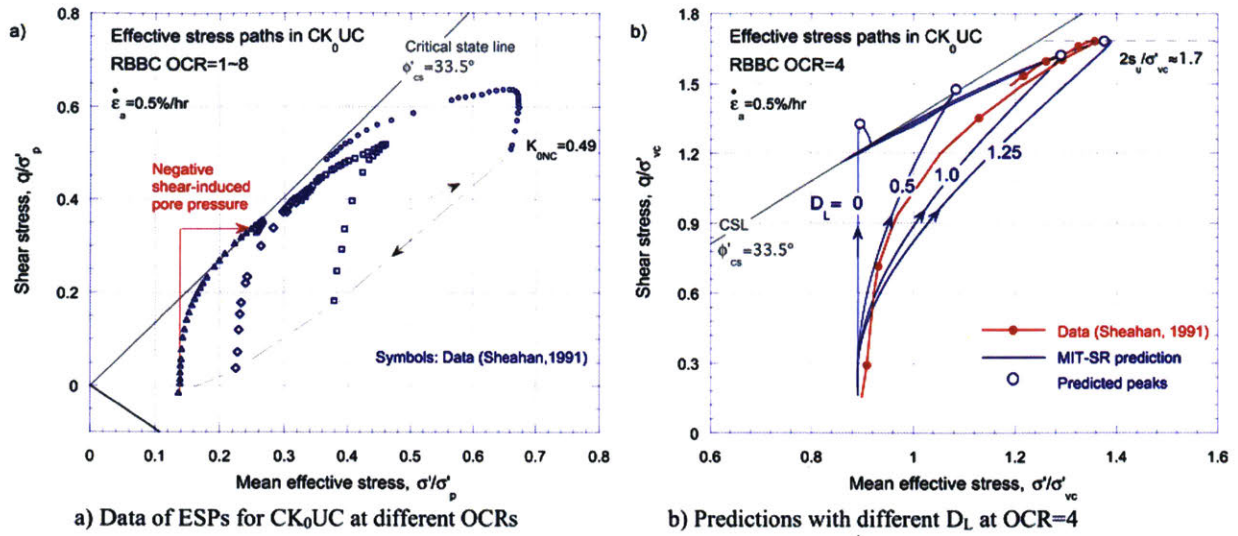 a)
Effective stress paths in CK₀UC
RBBC OCR=1~8
ε̇ₐ=0.5%/hr
Critical state line
ϕ'cs=33.5°
K₀NC=0.49
Negative
shear-induced
pore pressure
Symbols: Data (Sheahan,1991)
Shear stress, q/σ'p
0.8
0.6
0.4
0.2
0
0 0.1 0.2 0.3 0.4 0.5 0.6 0.7 0.8
Mean effective stress, σ'/σ'p
a) Data of ESPs for CK₀UC at different OCRs
b)
Effective stress paths in CK₀UC
RBBC OCR=4
ε̇ₐ=0.5%/hr
2sᵤ/σ'vc≈1.7
D_L= 0
0.5
1.0
1.25
CSL
ϕ'cs=33.5°
Data (Sheahan, 1991)
MIT-SR prediction
Predicted peaks
Shear stress, q/σ'vc
1.8
1.5
1.2
0.9
0.6
0.3
0
0.6 0.8 1 1.2 1.4 1.6
Mean effective stress, σ'/σ'vc
b) Predictions with different D_L at OCR=4